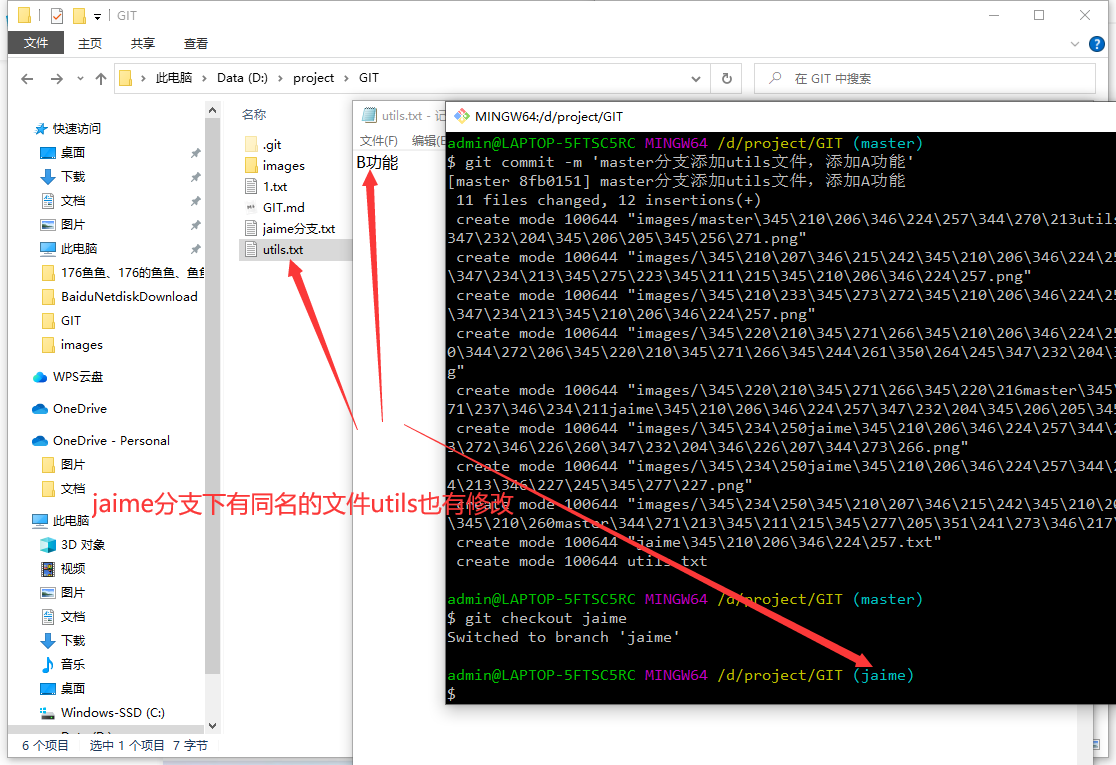 GIT
文件
主页
共享
查看
此电脑
Data (D:)
project
GIT
在 GIT 中搜索
快速访问
桌面
下载
文档
图片
此电脑
176鱼鱼、176的鱼鱼、鱼
BaiduNetdiskDownload
GIT
images
WPS云盘
OneDrive
OneDrive - Personal
图片
文档
此电脑
3D 对象
视频
图片
文档
下载
音乐
桌面
Windows-SSD (C:)
6 个项目
选中 1 个项目 7 字节
名称
.git
images
1.txt
GIT.md
jaime分支.txt
utils.txt
utils.txt - 记
文件(F)
编辑(E
B功能
jaime分支下有同名的文件utils也有修改
MINGW64:/d/project/GIT
admin@LAPTOP-5FTSC5RC MINGW64 /d/project/GIT (master)
$ git commit -m 'master分支添加utils文件，添加A功能'
[master 8fb0151] master分支添加utils文件，添加A功能
11 files changed, 12 insertions(+)
create mode 100644 "images/master\345\210\206\346\224\257\344\270\213utils
347\232\204\345\206\205\345\256\271.png"
create mode 100644 "images/\345\210\207\346\215\242\345\210\206\346\224\25
\347\234\213\345\275\223\345\211\215\345\210\206\346\224\257.png"
create mode 100644 "images/\345\210\233\345\273\272\345\210\206\346\224\25
\347\234\213\345\210\206\346\224\257.png"
create mode 100644 "images/\345\220\210\345\271\266\345\210\206\346\224\25
0\344\272\206\345\220\210\345\271\266\345\244\261\350\264\245\347\232\204\
g"
create mode 100644 "images/\345\220\210\345\271\266\345\220\216master\345\
71\237\346\234\211jaime\345\210\206\346\224\257\347\232\204\345\206\205\345
create mode 100644 "images/\345\234\250jaime\345\210\206\346\224\257\344\2
3\272\346\226\260\347\232\204\346\226\207\344\273\266.png"
create mode 100644 "images/\345\234\250jaime\345\210\206\346\224\257\344\2
4\213\346\227\245\345\277\227.png"
create mode 100644 "images/\345\234\250\345\210\207\346\215\242\345\210\20
\345\210\260master\344\271\213\345\211\215\345\277\205\351\241\273\346\217
create mode 100644 "jaime\345\210\206\346\224\257.txt"
create mode 100644 utils.txt
admin@LAPTOP-5FTSC5RC MINGW64 /d/project/GIT (master)
$ git checkout jaime
Switched to branch 'jaime'
admin@LAPTOP-5FTSC5RC MINGW64 /d/project/GIT (jaime)
$